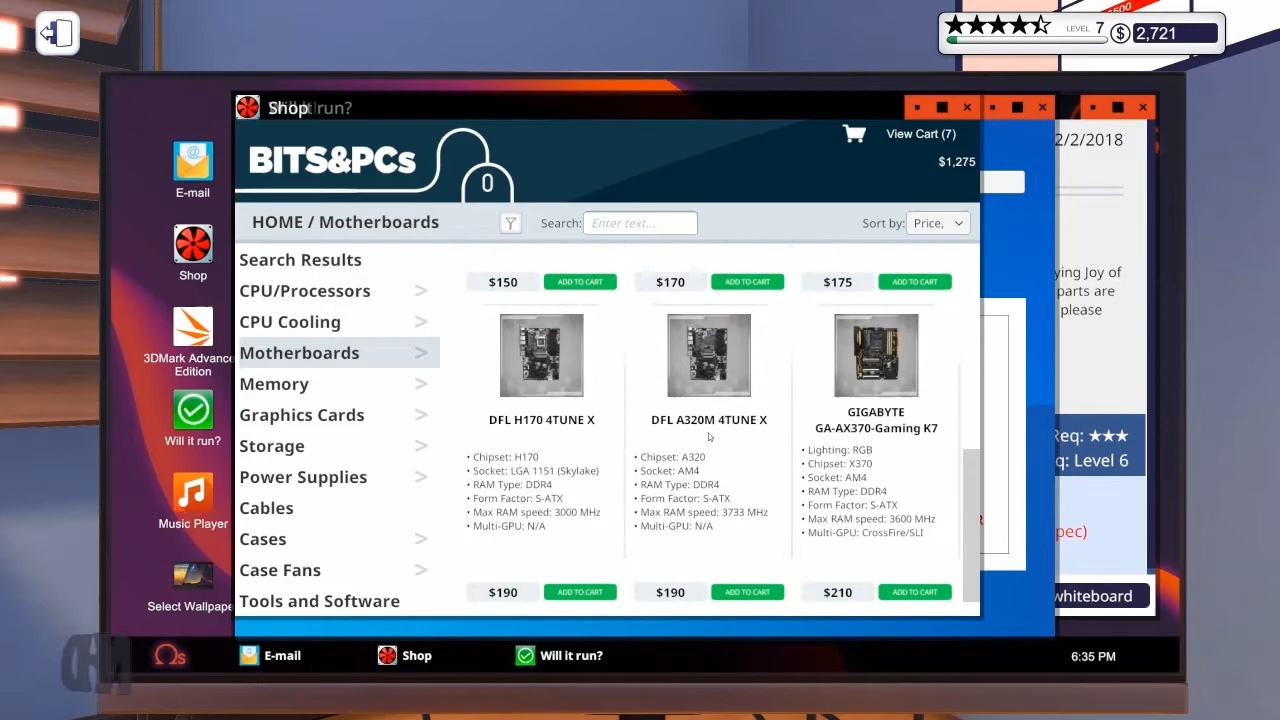 LEVEL 7
$ 2,721
Shop
run?
2/2/2018
BITS&PCs
View Cart (7)
$1,275
HOME / Motherboards
Search:
Enter text...
Sort by:
Price,
E-mail
Shop
3DMark Advance
Edition
Will it run?
Music Player
Select Wallpape
Search Results
CPU/Processors >
CPU Cooling >
Motherboards >
Memory >
Graphics Cards >
Storage >
Power Supplies >
Cables
Cases >
Case Fans >
Tools and Software
$150
ADD TO CART
$170
ADD TO CART
$175
ADD TO CART
DFL H170 4TUNE X
• Chipset: H170
• Socket: LGA 1151 (Skylake)
• RAM Type: DDR4
• Form Factor: S-ATX
• Max RAM speed: 3000 MHz
• Multi-GPU: N/A
$190
ADD TO CART
DFL A320M 4TUNE X
• Chipset: A320
• Socket: AM4
• RAM Type: DDR4
• Form Factor: S-ATX
• Max RAM speed: 3733 MHz
• Multi-GPU: N/A
$190
ADD TO CART
GIGABYTE
GA-AX370-Gaming K7
• Lighting: RGB
• Chipset: X370
• Socket: AM4
• RAM Type: DDR4
• Form Factor: S-ATX
• Max RAM speed: 3600 MHz
• Multi-GPU: CrossFire/SLI
$210
ADD TO CART
ying Joy of
parts are
please
Req: ★★★
q: Level 6
pec)
whiteboard
Ωs
E-mail
Shop
Will it run?
6:35 PM